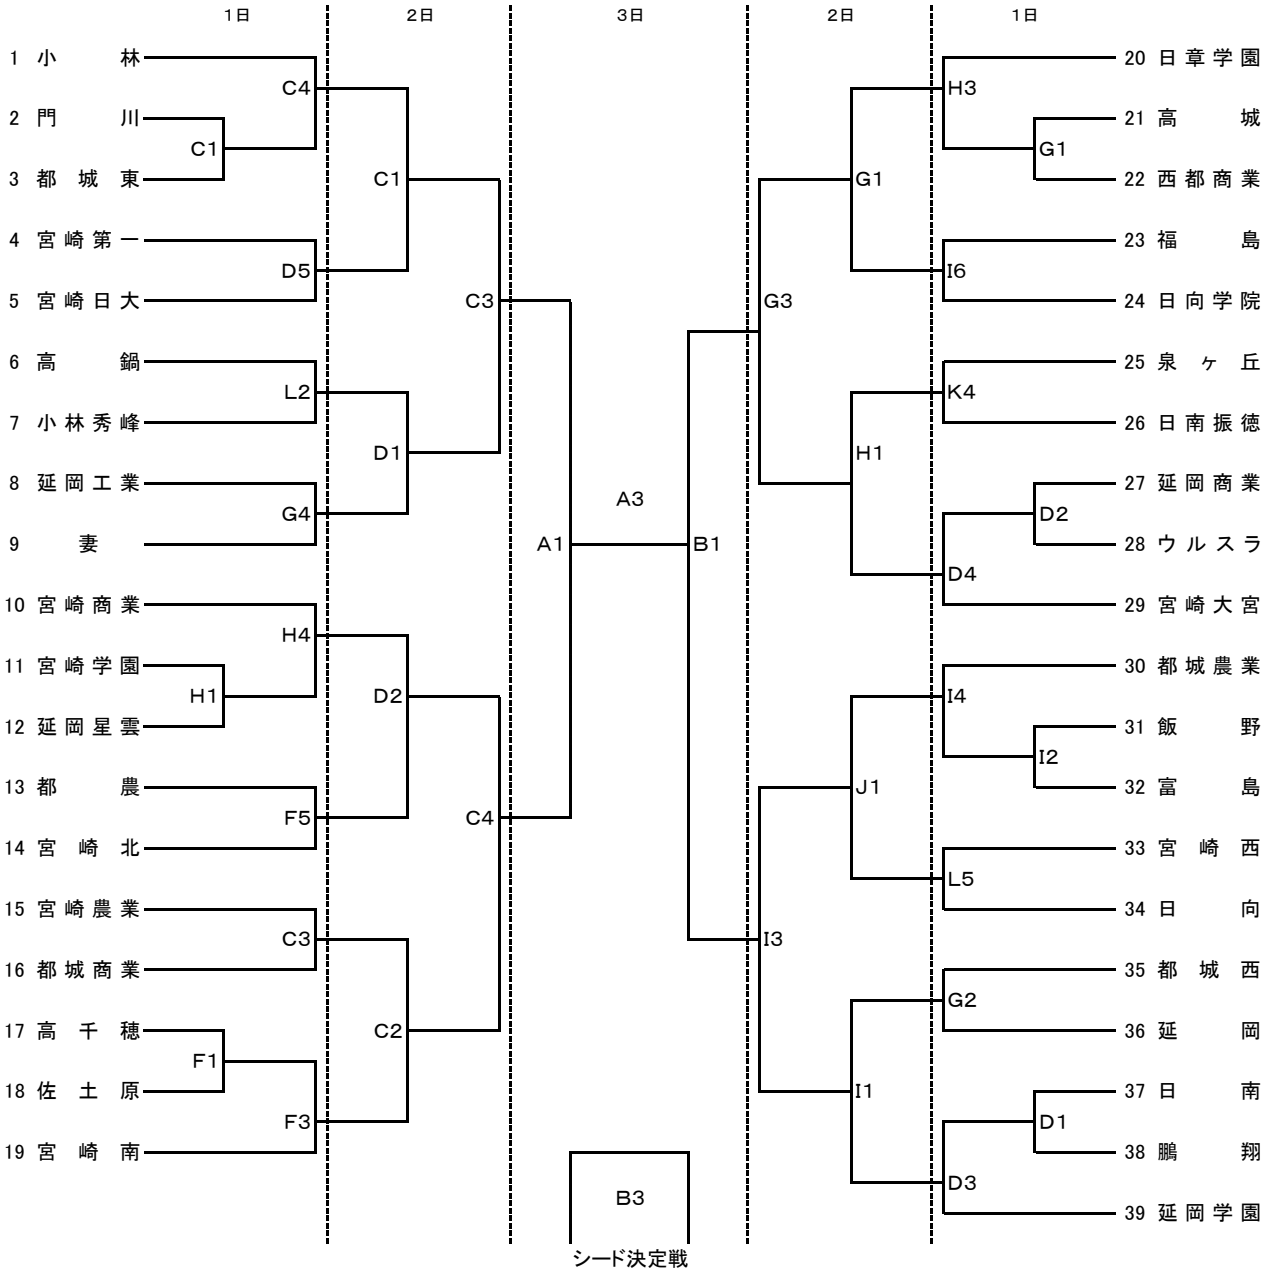 1日 2日 3日 2日 1日
1 小林 20 日章学園
C4 H3
2 門川 21 高城
C1 G1
3 都城東 C1 G1 22 西都商業
4 宮崎第一 23 福島
D5 I6
5 宮崎日大 C3 G3 24 日向学院
6 高鍋 25 泉ヶ丘
L2 K4
7 小林秀峰 26 日南振徳
D1 H1
8 延岡工業 27 延岡商業
A3
G4 D2
9 妻 A1 B1 28 ウルスラ
D4
10 宮崎商業 29 宮崎大宮
H4
11 宮崎学園 30 都城農業
H1 D2 I4
12 延岡星雲 31 飯野
I2
13 都農 J1 32 富島
F5 C4
14 宮崎北 33 宮崎西
L5
15 宮崎農業 34 日向
C3 I3
16 都城商業 35 都城西
G2
17 高千穂 C2 36 延岡
F1
18 佐土原 I1 37 日南
F3 D1
19 宮崎南 38 鵬翔
D3
B3
39 延岡学園
シード決定戦